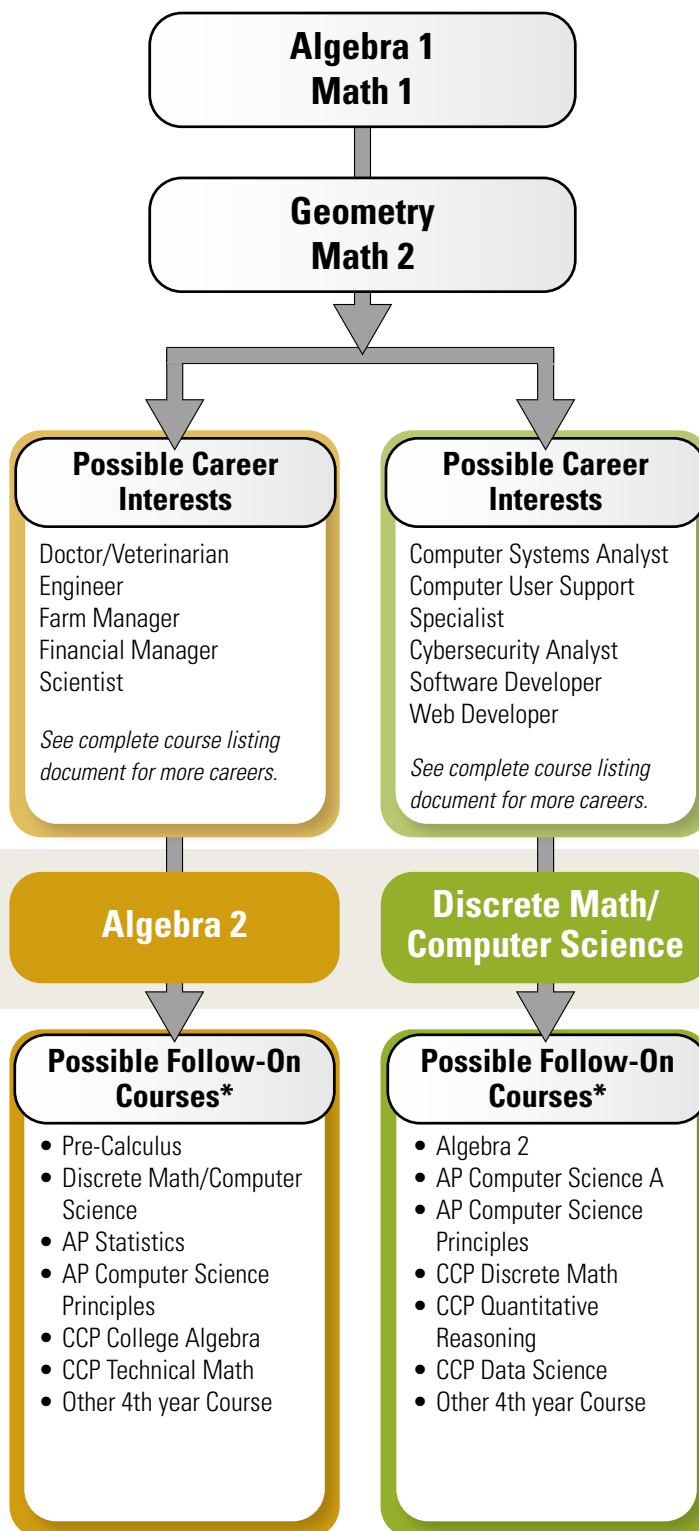 Algebra 1
Math 1
Geometry
Math 2
Possible Career
Interests
Doctor/Veterinarian
Engineer
Farm Manager
Financial Manager
Scientist
See complete course listing
document for more careers.
Possible Career
Interests
Computer Systems Analyst
Computer User Support
Specialist
Cybersecurity Analyst
Software Developer
Web Developer
See complete course listing
document for more careers.
Algebra 2
Discrete Math/
Computer Science
Possible Follow-On
Courses*
• Pre-Calculus
• Discrete Math/Computer
Science
• AP Statistics
• AP Computer Science
Principles
• CCP College Algebra
• CCP Technical Math
• Other 4th year Course
Possible Follow-On
Courses*
• Algebra 2
• AP Computer Science A
• AP Computer Science
Principles
• CCP Discrete Math
• CCP Quantitative
Reasoning
• CCP Data Science
• Other 4th year Course